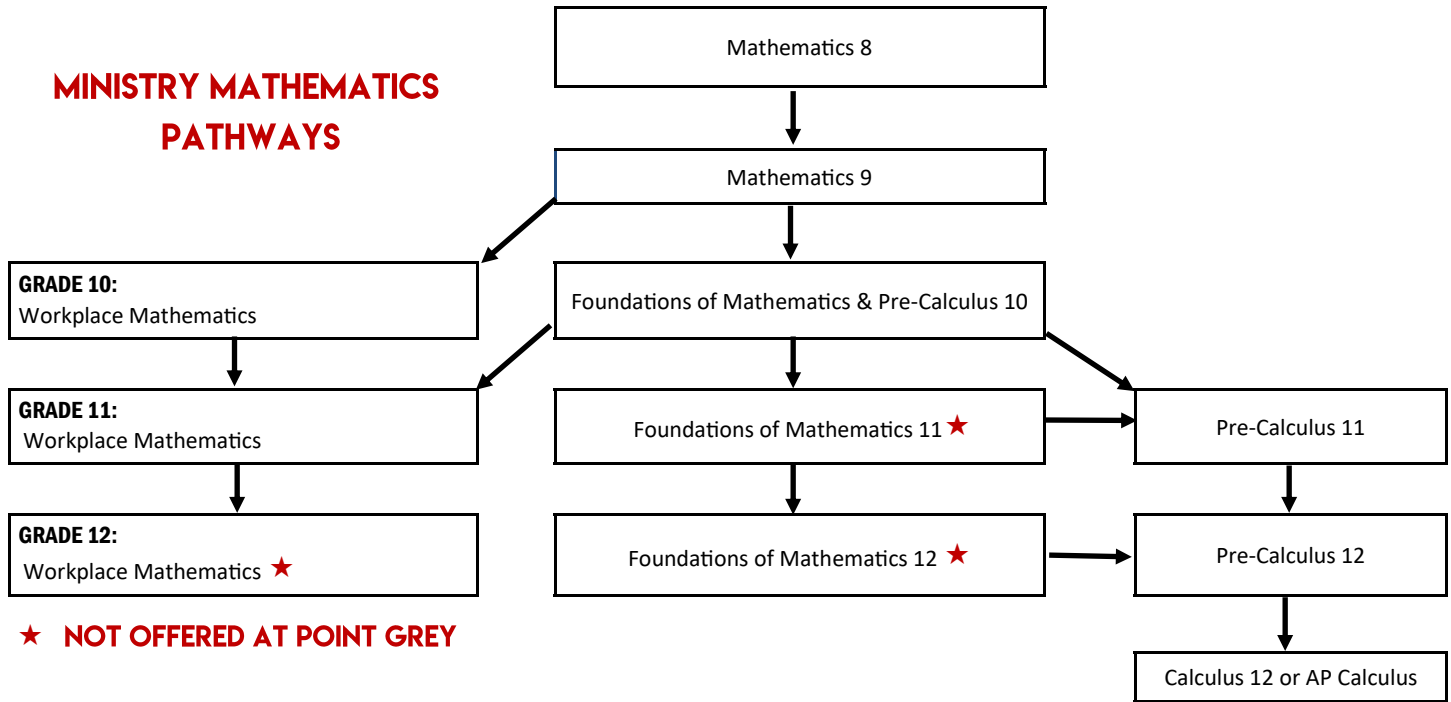 Mathematics 8
MINISTRY MATHEMATICS
PATHWAYS
Mathematics 9
GRADE 10:
Workplace Mathematics
Foundations of Mathematics & Pre-Calculus 10
GRADE 11:
Workplace Mathematics
Foundations of Mathematics 11 ★
Pre-Calculus 11
GRADE 12:
Workplace Mathematics ★
Foundations of Mathematics 12 ★
Pre-Calculus 12
★ NOT OFFERED AT POINT GREY
Calculus 12 or AP Calculus